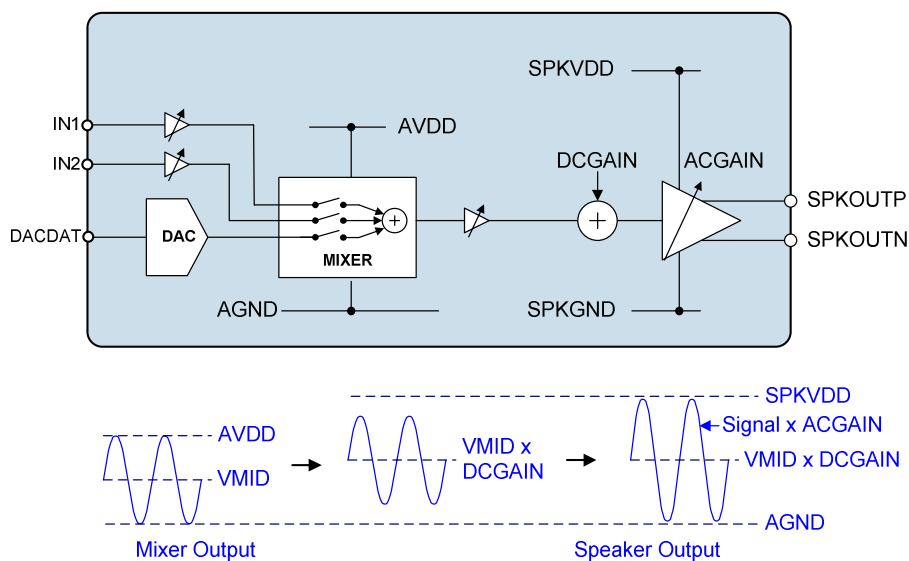 SPKVDD
IN1
AVDD
IN2
DCGAIN
ACGAIN
SPKOUTP
DACDAT
DAC
SPKOUTN
MIXER
AGND
SPKGND
SPKVDD
Signal x ACGAIN
AVDD
VMID x
DCGAIN
VMID x DCGAIN
VMID
AGND
Mixer Output
Speaker Output